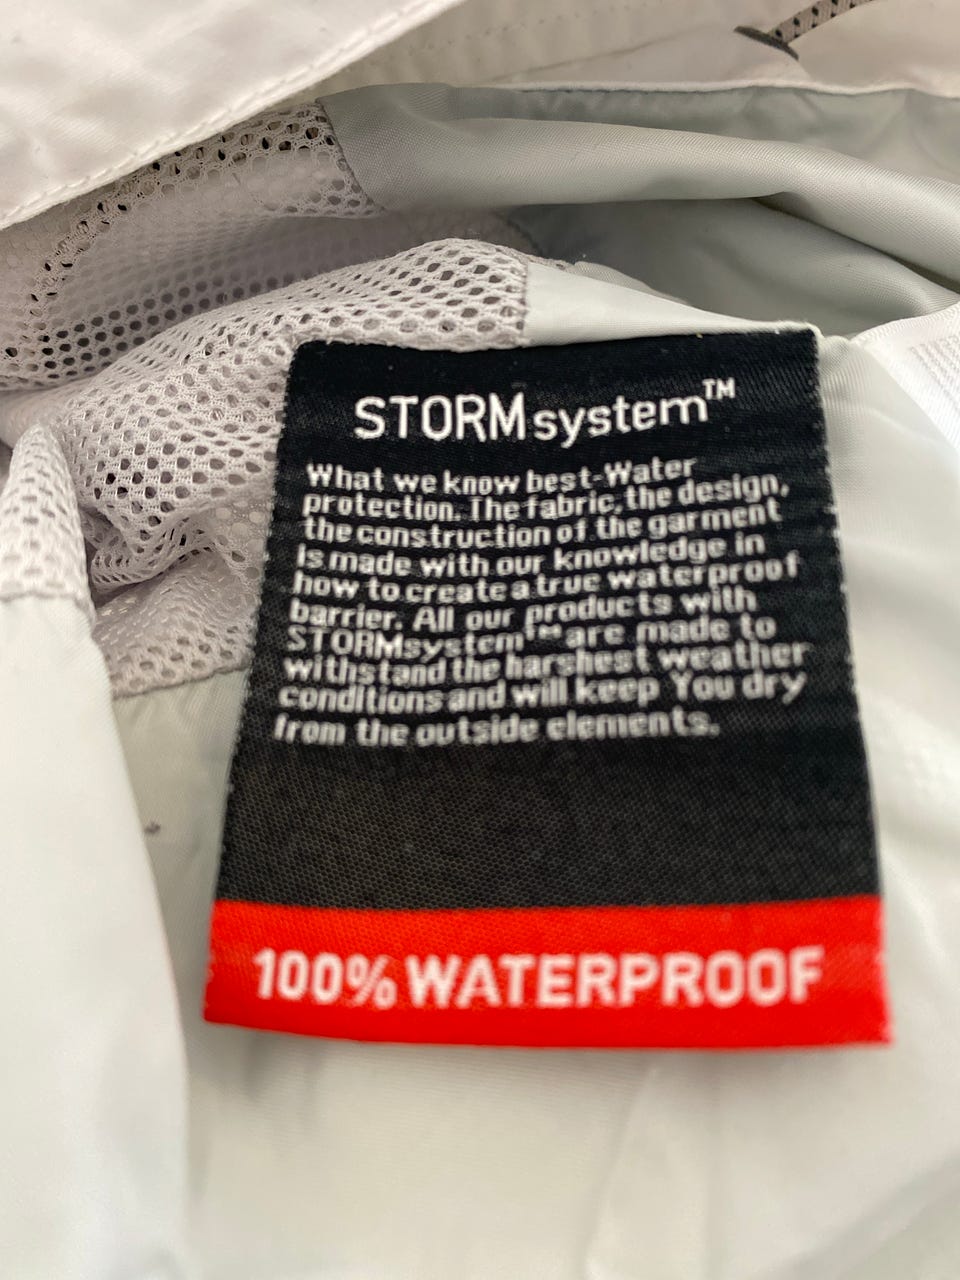 STORMsystem™
What we know best-Water
protection. The fabric, the design,
the construction of the garment
is made with our knowledge in
how to create a true waterproof
barrier. All our products with
STORMsystem™ are made to
withstand the harshest weather
conditions and will keep You dry
from the outside elements.
100% WATERPROOF